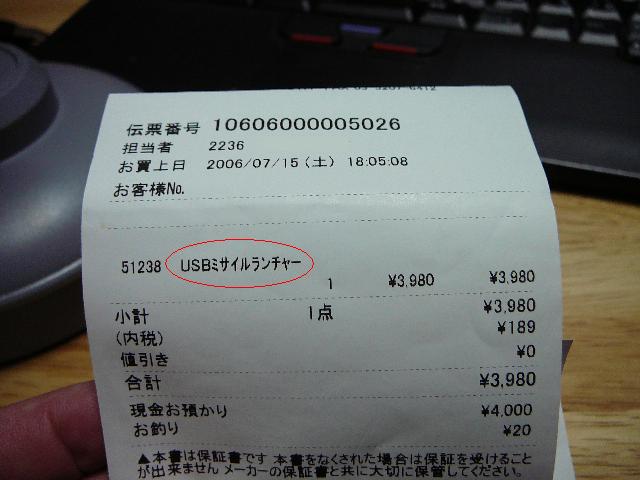 伝票番号 10606000005026
担当者 2236
お買上日 2006/07/15(土) 18:05:08
お客様No.
51238 USBミサイルランチャー
1 ¥3,980 ¥3,980
小計 1点 ¥3,980
(内税) ¥189
値引き ¥0
合計 ¥3,980
現金お預かり ¥4,000
お釣り ¥20
▲本書は保証書です 本書をなくされた場合は保証を受けること
が出来ません メーカーの保証書と共に大切に保管してください。